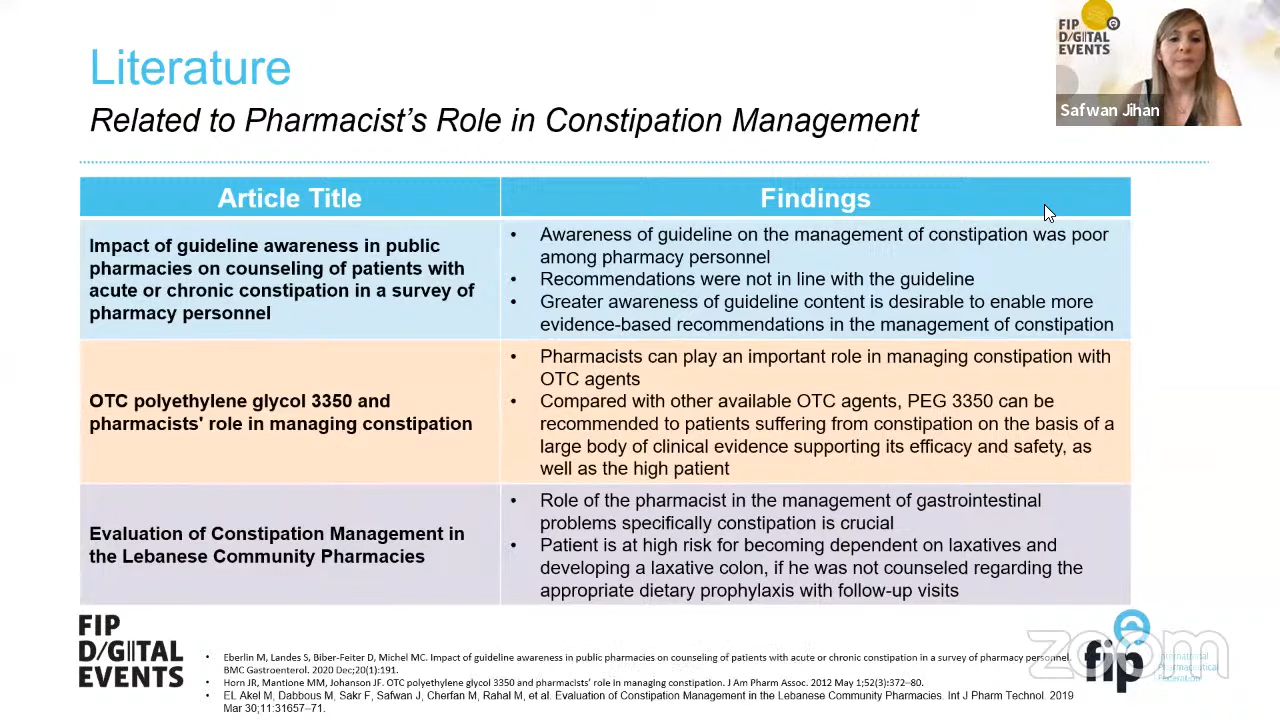 Literature
Related to Pharmacist's Role in Constipation Management
FIP
D/G|TAL
EVENTS
Safwan Jihan
Article Title
Findings
Impact of guideline awareness in public
pharmacies on counseling of patients with
acute or chronic constipation in a survey of
pharmacy personnel
• Awareness of guideline on the management of constipation was poor
among pharmacy personnel
• Recommendations were not in line with the guideline
• Greater awareness of guideline content is desirable to enable more
evidence-based recommendations in the management of constipation
OTC polyethylene glycol 3350 and
pharmacists' role in managing constipation
• Pharmacists can play an important role in managing constipation with
OTC agents
• Compared with other available OTC agents, PEG 3350 can be
recommended to patients suffering from constipation on the basis of a
large body of clinical evidence supporting its efficacy and safety, as
well as the high patient
Evaluation of Constipation Management in
the Lebanese Community Pharmacies
• Role of the pharmacist in the management of gastrointestinal
problems specifically constipation is crucial
• Patient is at high risk for becoming dependent on laxatives and
developing a laxative colon, if he was not counseled regarding the
appropriate dietary prophylaxis with follow-up visits
FIP
D/G||TAL
EVENTS
• Eberlin M, Landes S, Biber-Feiter D, Michel MC. Impact of guideline awareness in public pharmacies on counseling of patients with acute or chronic constipation in a survey of pharmacy personnel.
BMC Gastroenterol. 2020 Dec;20(1):191.
• Horn JR, Mantione MM, Johanson JF. OTC polyethylene glycol 3350 and pharmacists' role in managing constipation. J Am Pharm Assoc. 2012 May 1;52(3):372–80.
• EL Akel M, Dabbous M, Sakr F, Safwan J, Cherfan M, Rahal M, et al. Evaluation of Constipation Management in the Lebanese Community Pharmacies. Int J Pharm Technol. 2019
Mar 30;11:31657–71.
zoom
fip
International
Pharmaceutical
Federation